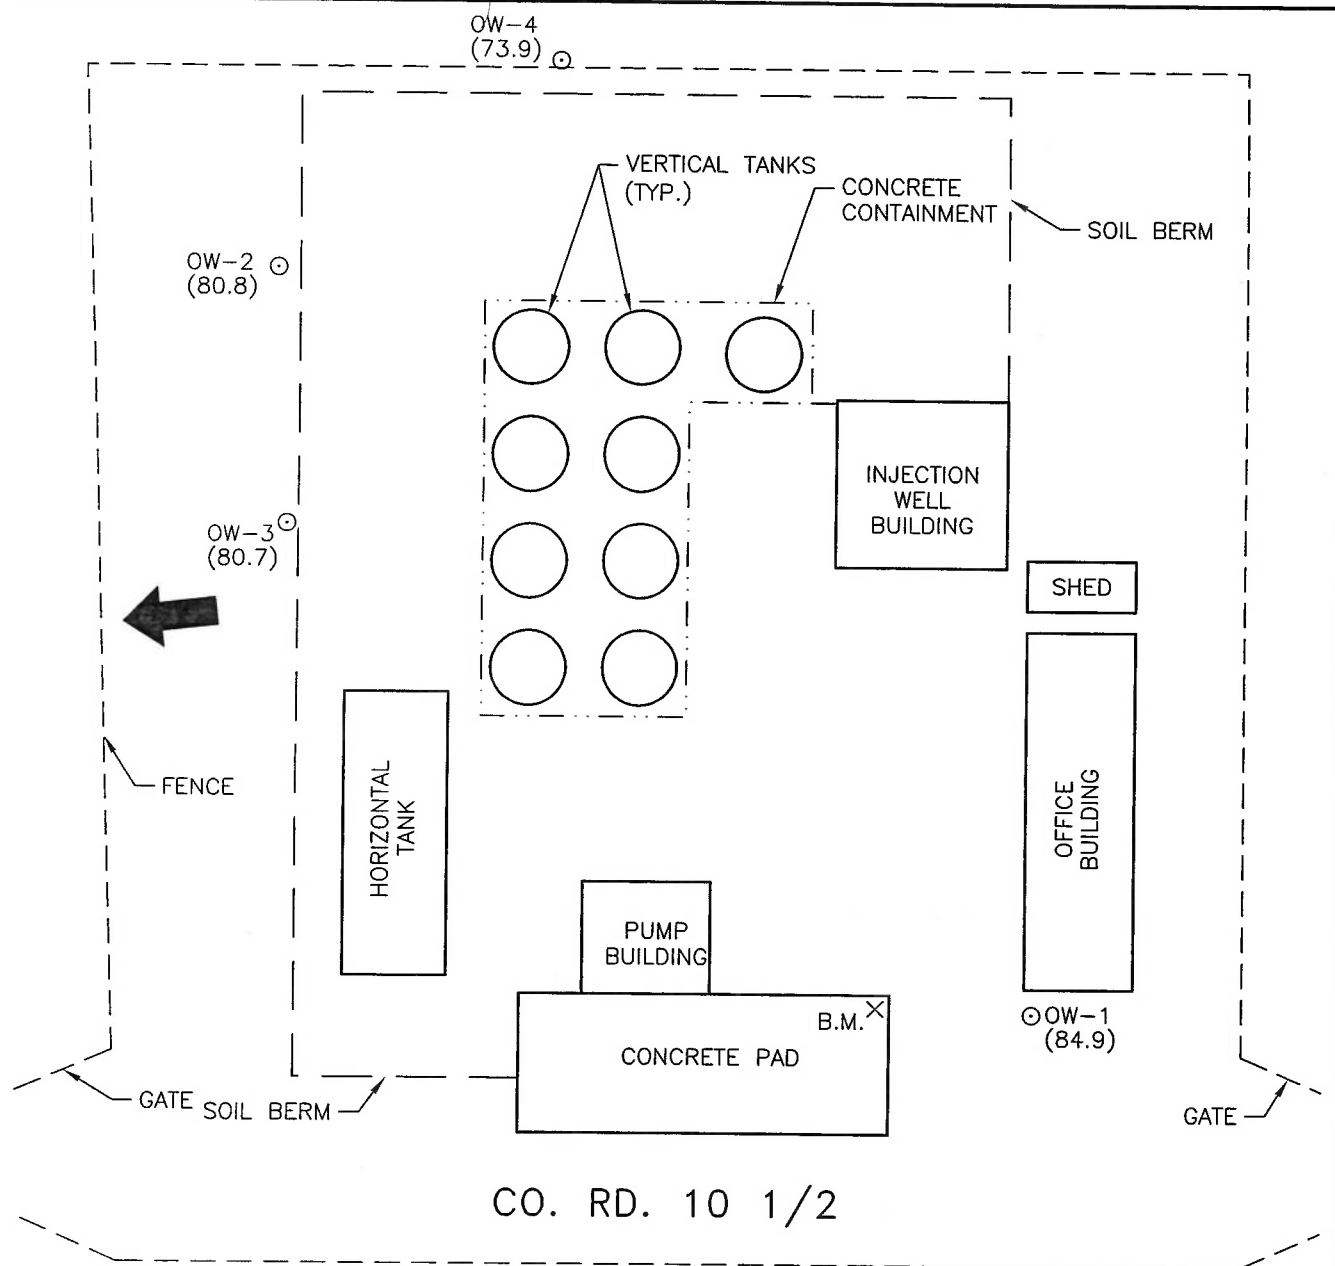 OW-4
(73.9)
VERTICAL TANKS
(TYP.)
CONCRETE
CONTAINMENT
SOIL BERM
OW-2
(80.8)
INJECTION
WELL
BUILDING
OW-3
(80.7)
SHED
FENCE
HORIZONTAL
TANK
OFFICE
BUILDING
PUMP
BUILDING
B.M.
OW-1
(84.9)
CONCRETE PAD
GATE
SOIL BERM
GATE
CO. RD. 10 1/2